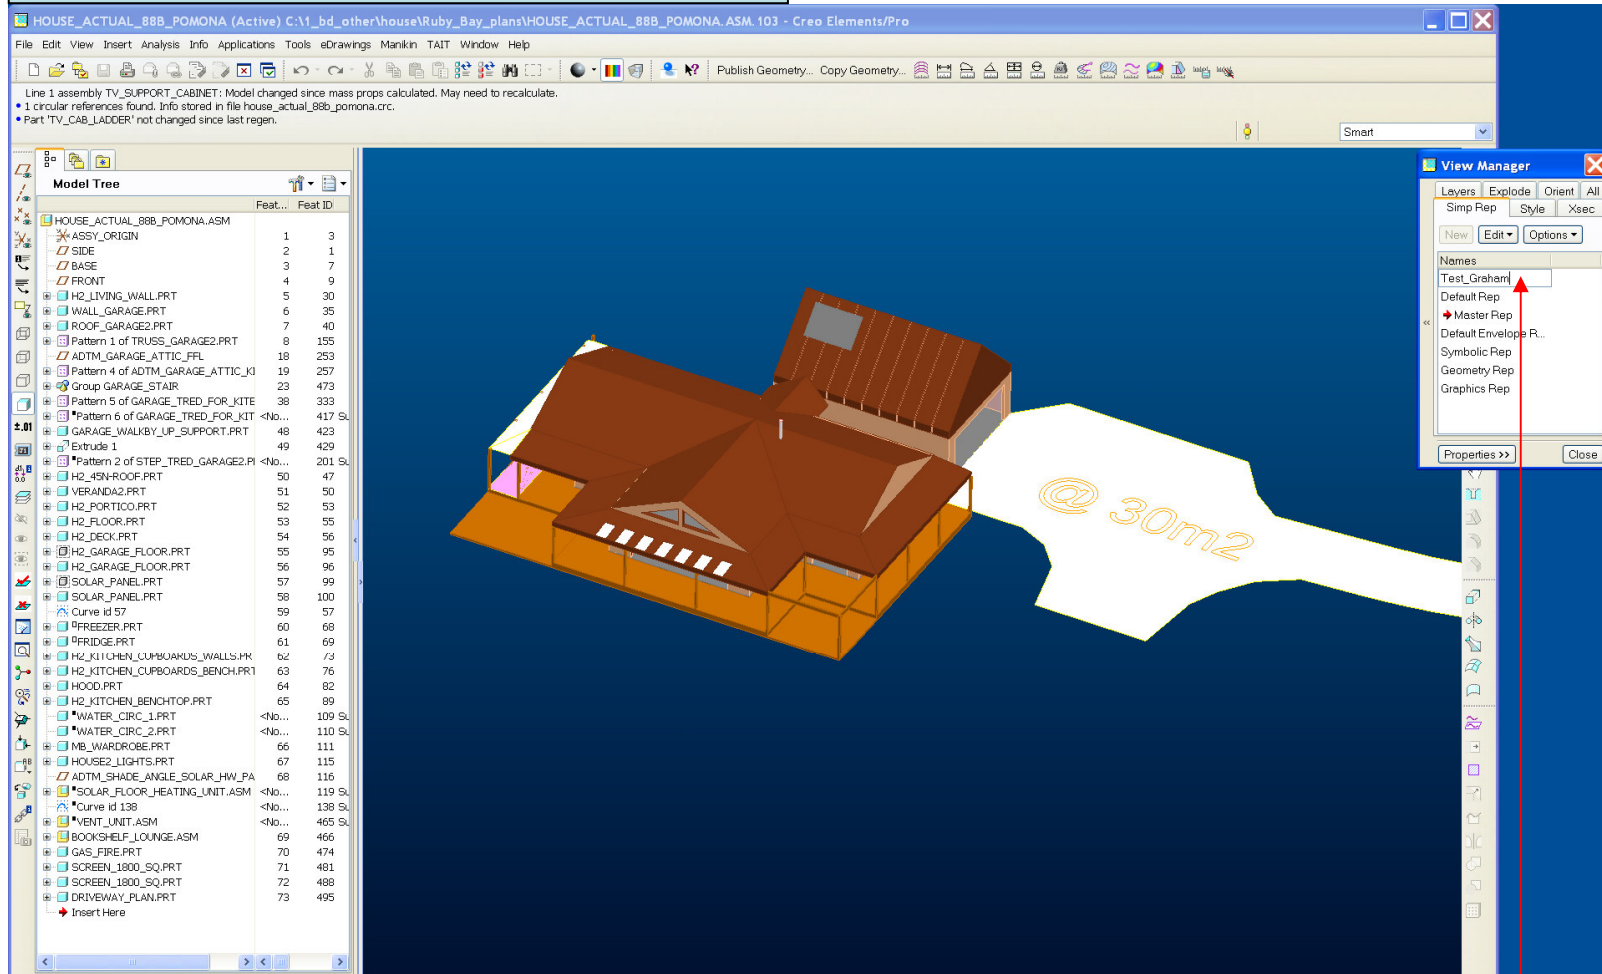 HOUSE_ACTUAL_88B_POMONA (Active) C:\1_bd_other\house\Ruby_Bay_plans\HOUSE_ACTUAL_88B_POMONA.ASM.103 - Creo Elements/Pro
File Edit View Insert Analysis Info Applications Tools eDrawings Manikin TAIT Window Help
Publish Geometry... Copy Geometry...
Line 1 assembly TV_SUPPORT_CABINET: Model changed since mass props calculated. May need to recalculate.
• 1 circular references found. Info stored in file house_actual_88b_pomona.crc.
• Part 'TV_CAB_LADDER' not changed since last regen.
Smart
Model Tree
Feat... Feat ID
HOUSE_ACTUAL_88B_POMONA.ASM
ASSY_ORIGIN 1 3
SIDE 2 1
BASE 3 7
FRONT 4 9
H2_LIVING_WALL.PRT 5 30
WALL_GARAGE.PRT 6 35
ROOF_GARAGE2.PRT 7 40
Pattern 1 of TRUSS_GARAGE2.PRT 8 155
ADTM_GARAGE_ATTIC_FFL 18 253
Pattern 4 of ADTM_GARAGE_ATTIC_KI 19 257
Group GARAGE_STAIR 23 473
Pattern 5 of GARAGE_TRED_FOR_KITE 38 333
Pattern 6 of GARAGE_TRED_FOR_KIT <No... 417 Su
GARAGE_WALKBY_UP_SUPPORT.PRT 48 423
Extrude 1 49 429
Pattern 2 of STEP_TRED_GARAGE2.P <No... 201 Su
H2_45N-ROOF.PRT 50 47
VERANDA2.PRT 51 50
H2_PORTICO.PRT 52 53
H2_FLOOR.PRT 53 55
H2_DECK.PRT 54 56
H2_GARAGE_FLOOR.PRT 55 95
H2_GARAGE_FLOOR.PRT 56 96
SOLAR_PANEL.PRT 57 99
SOLAR_PANEL.PRT 58 100
Curve id 57 59 57
FREEZER.PRT 60 68
FRIDGE.PRT 61 69
H2_KITCHEN_CUPBOARDS_WALLS.PR 62 73
H2_KITCHEN_CUPBOARDS_BENCH.PRT 63 76
HOOD.PRT 64 82
H2_KITCHEN_BENCHTOP.PRT 65 89
WATER_CIRC_1.PRT <No... 109 Su
WATER_CIRC_2.PRT <No... 110 Su
MB_WARDROBE.PRT 66 111
HOUSE2_LIGHTS.PRT 67 115
ADTM_SHADE_ANGLE_SOLAR_HW_PA 68 116
SOLAR_FLOOR_HEATING_UNIT.ASM <No... 119 Su
Curve id 138 <No... 138 Su
VENT_UNIT.ASM <No... 465 Su
BOOKSHELF_LOUNGE.ASM 69 466
GAS_FIRE.PRT 70 474
SCREEN_1800_SQ.PRT 71 481
SCREEN_1800_SQ.PRT 72 488
DRIVEWAY_PLAN.PRT 73 495
Insert Here
@ 30m2
View Manager
Layers Explode Orient All
Simp Rep Style Xsec
New Edit Options
Names
Test_Graham
Default Rep
Master Rep
Default Envelope R...
Symbolic Rep
Geometry Rep
Graphics Rep
Properties >> Close